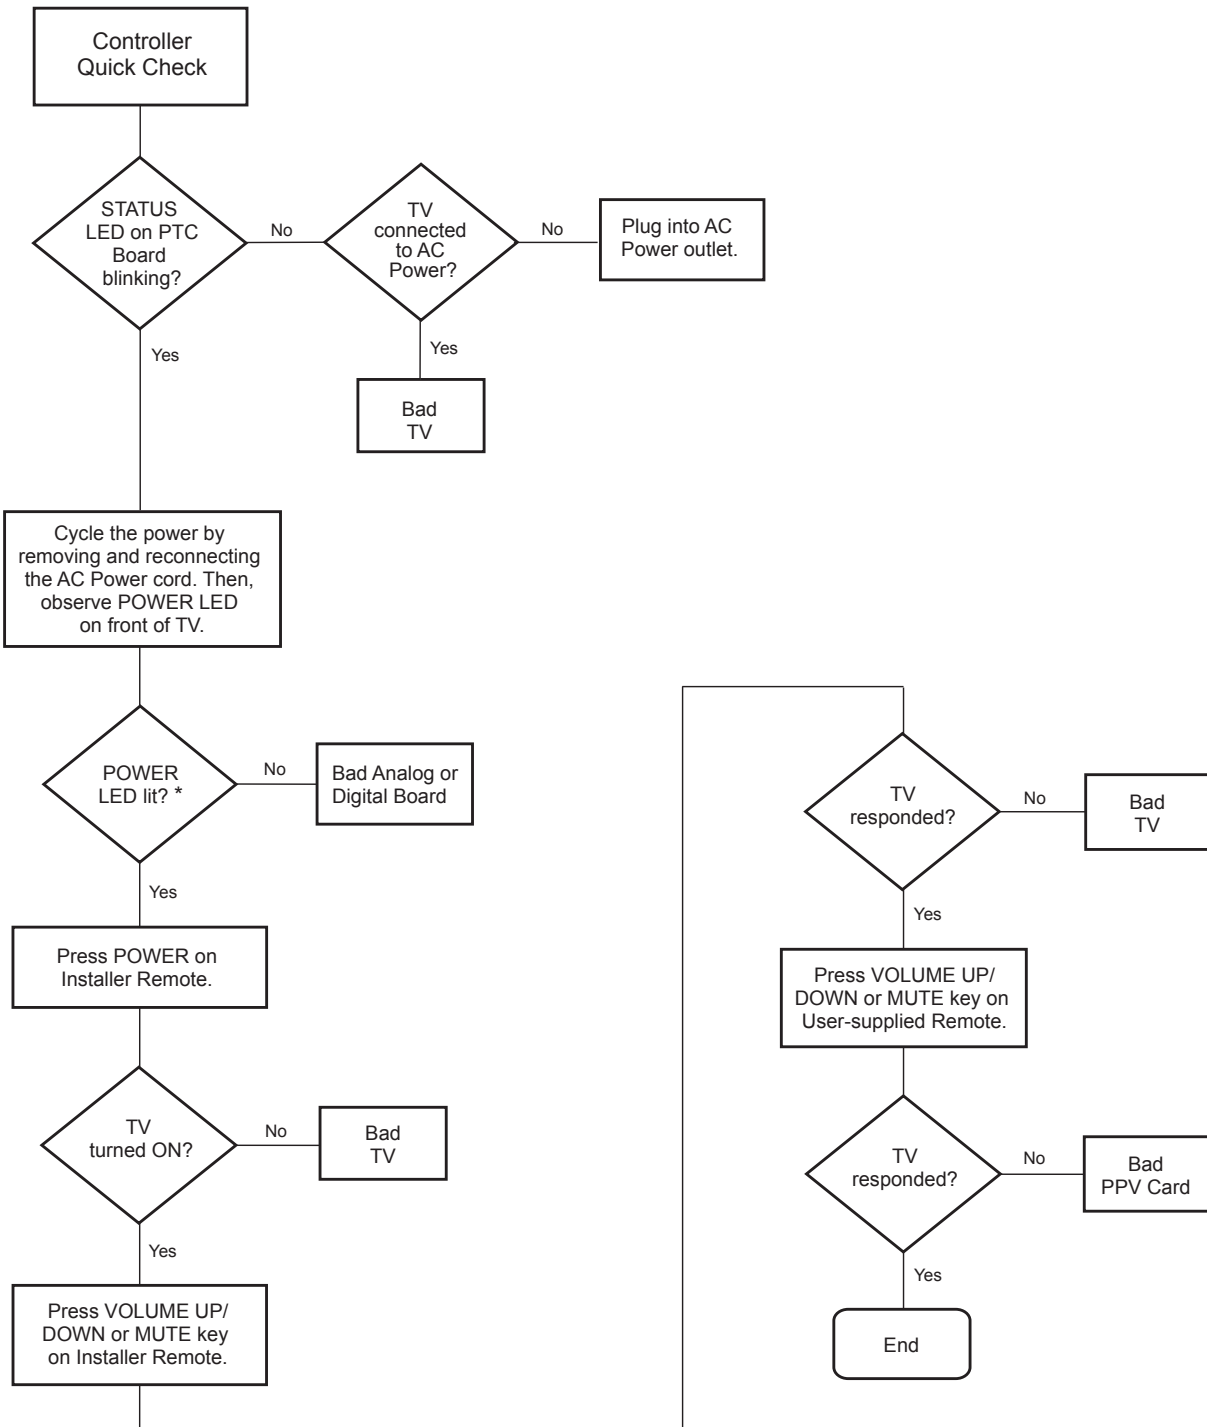 Controller
Quick Check
STATUS
LED on PTC
Board
blinking?
No
TV
connected
to AC
Power?
No
Plug into AC
Power outlet.
Yes
Yes
Bad
TV
Cycle the power by
removing and reconnecting
the AC Power cord. Then,
observe POWER LED
on front of TV.
POWER
LED lit? *
No
Bad Analog or
Digital Board
Yes
Press POWER on
Installer Remote.
TV
turned ON?
No
Bad
TV
Yes
Press VOLUME UP/
DOWN or MUTE key
on Installer Remote.
TV
responded?
No
Bad
TV
Yes
Press VOLUME UP/
DOWN or MUTE key on
User-supplied Remote.
TV
responded?
No
Bad
PPV Card
Yes
End